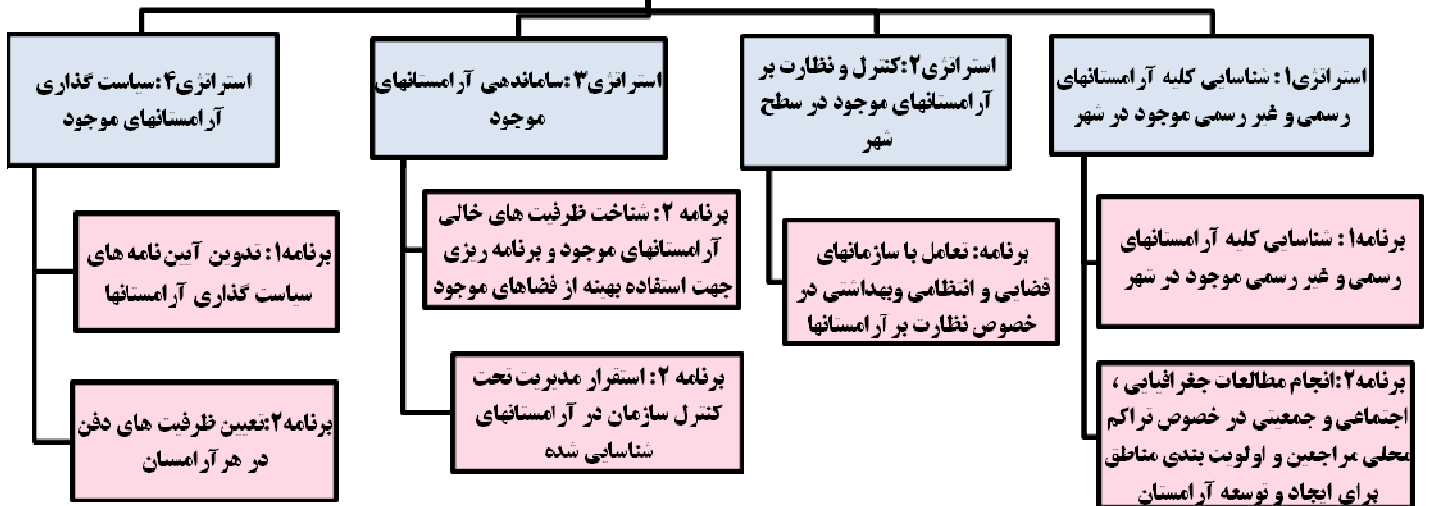 استراتژی۱: شناسایی کلیه آرامستانهای
رسمی و غیر رسمی موجود در شهر
برنامه۱: شناسایی کلیه آرامستانهای
رسمی و غیر رسمی موجود در شهر
برنامه۲:انجام مطالعات جغرافیایی ،
اجتماعی و جمعیتی در خصوص تراکم
محلی مراجعین و اولویت بندی مناطق
برای ایجاد و توسعه آرامستان
استراتژی۲:کنترل و نظارت بر
آرامستانهای موجود در سطح
شهر
برنامه: تعامل با سازمانهای
قضایی و انتظامی وبهداشتی در
خصوص نظارت بر آرامستانها
استراتژی۳:ساماندهی آرامستانهای
موجود
برنامه ۲: شناخت ظرفیت های خالی
آرامستانهای موجود و برنامه ریزی
جهت استفاده بهینه از فضاهای موجود
برنامه ۲: استقرار مدیریت تحت
کنترل سازمان در آرامستانهای
شناسایی شده
استراتژی۴:سیاست گذاری
آرامستانهای موجود
برنامه۱: تدوین آیین نامه های
سیاست گذاری آرامستانها
برنامه۲:تعیین ظرفیت های دفن
در هر آرامسان